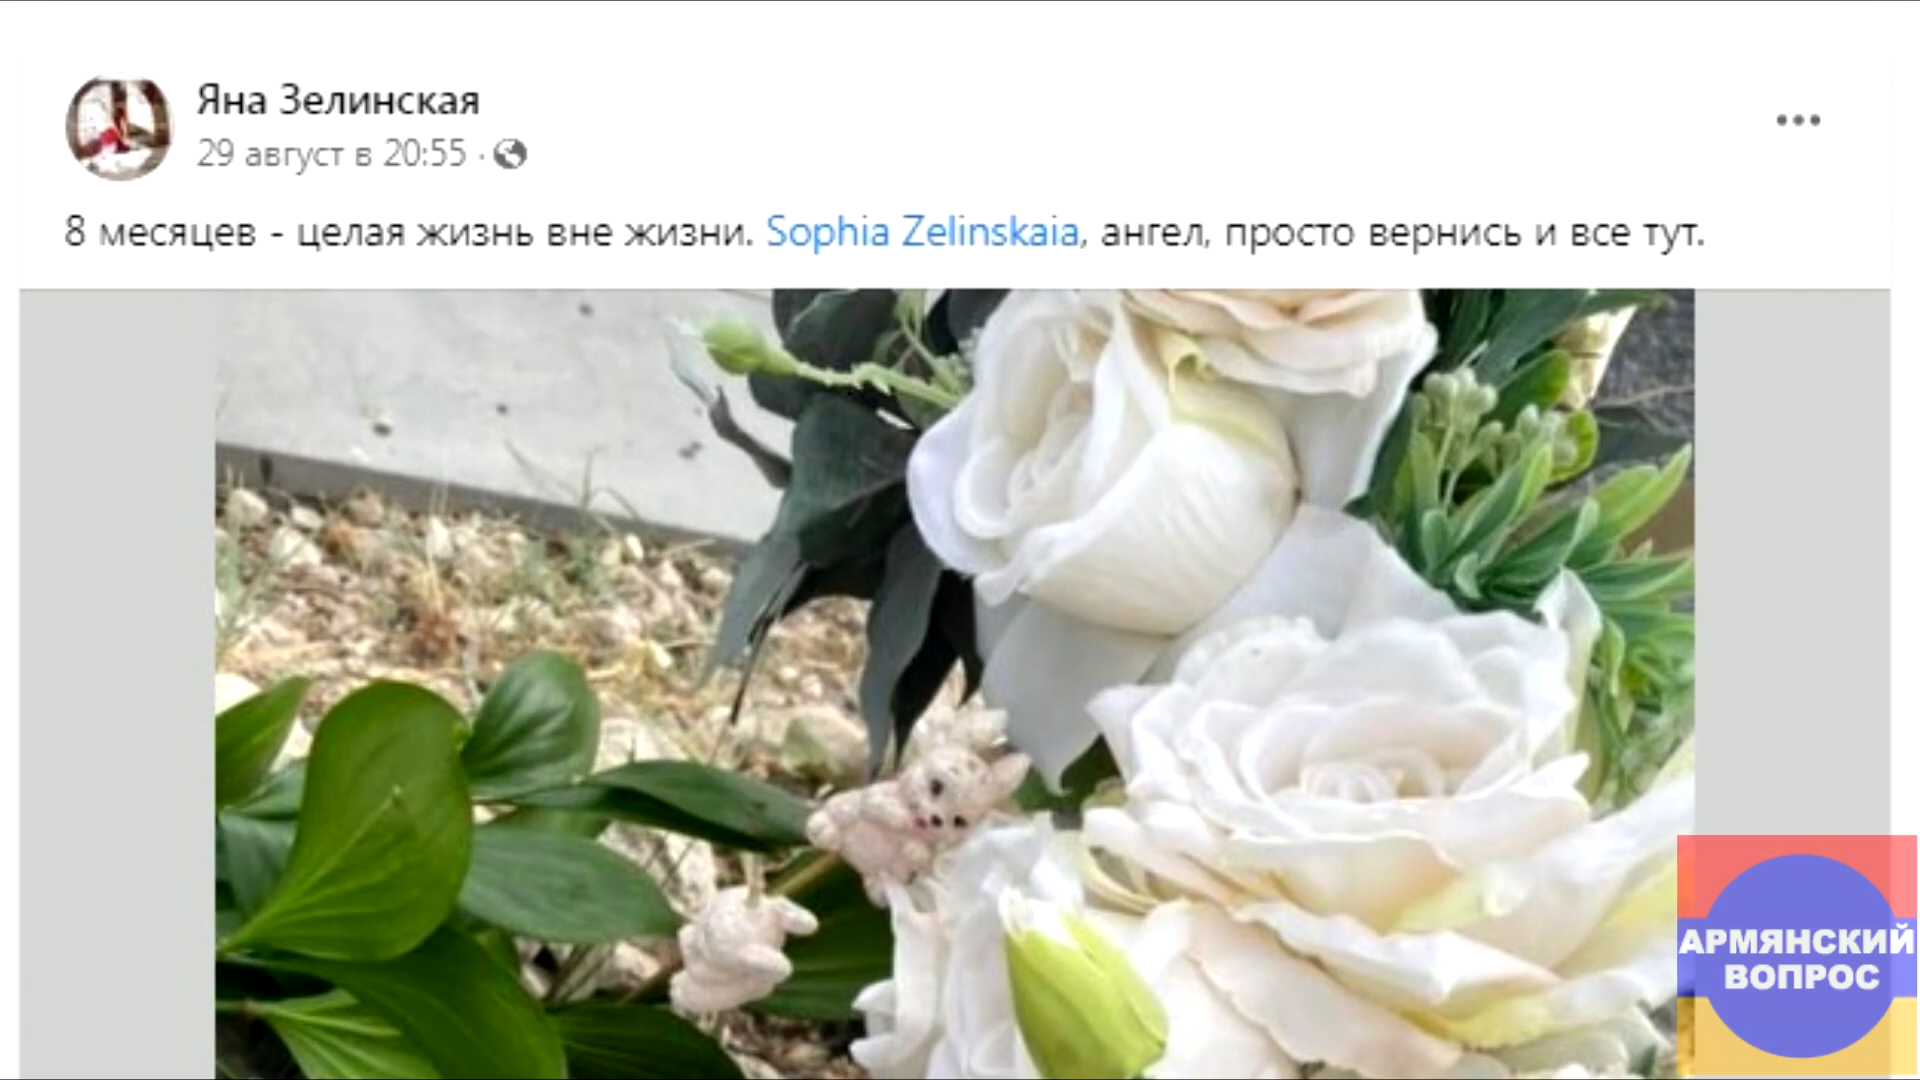 Яна Зелинская
29 август в 20:55 ·
8 месяцев - целая жизнь вне жизни. Sophia Zelinskaia, ангел, просто вернись и все тут.
АРМЯНСКИЙ
ВОПРОС